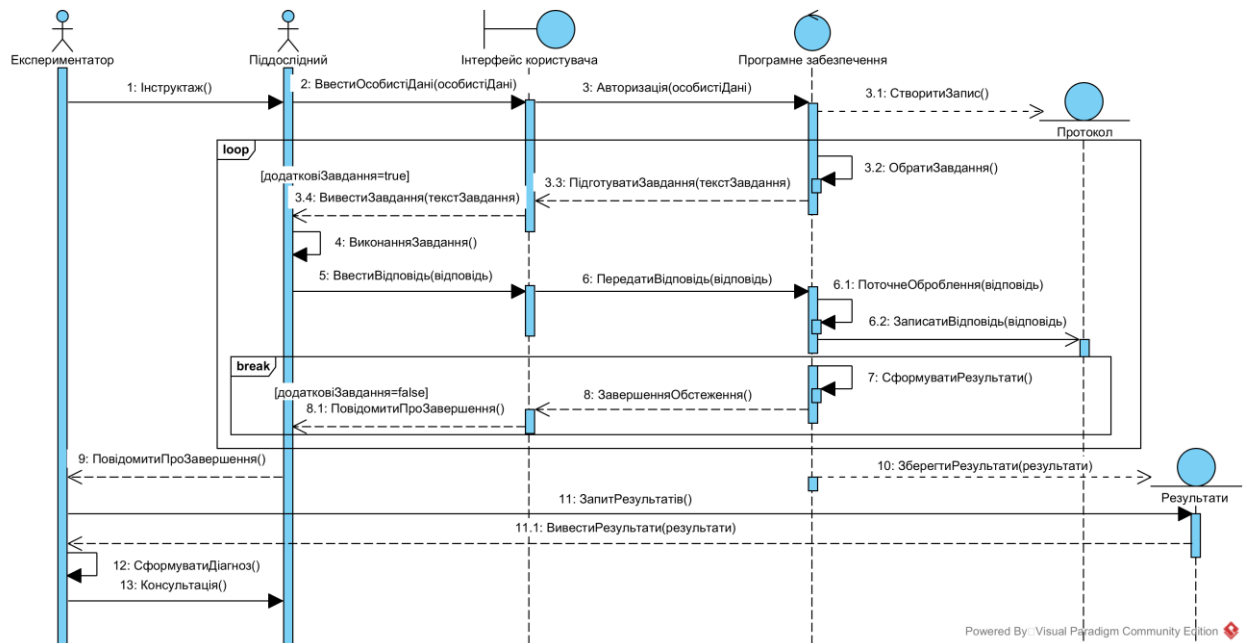 Експериментатор
Піддослідний
Інтерфейс користувача
Програмне забезпечення
1: Інструктаж()
2: ВвестиОсобистіДані(особистіДані)
3: Авторизація(особистіДані)
3.1: СтворитиЗапис()
Протокол
loop
[додатковіЗавдання=true]
3.2: ОбратиЗавдання()
3.3: ПідготуватиЗавдання(текстЗавдання)
3.4: ВивестиЗавдання(текстЗавдання)
4: ВиконанняЗавдання()
5: ВвестиВідповідь(відповідь)
6: ПередатиВідповідь(відповідь)
6.1: ПоточнеОброблення(відповідь)
6.2: ЗаписатиВідповідь(відповідь)
break
[додатковіЗавдання=false]
7: СформуватиРезультати()
8: ЗавершенняОбстеження()
8.1: ПовідомитиПроЗавершення()
9: ПовідомитиПроЗавершення()
10: ЗберегтиРезультати(результати)
Результати
11: ЗапитРезультатів()
11.1: ВивестиРезультати(результати)
12: СформуватиДіагноз()
13: Консультація()
Powered By Visual Paradigm Community Edition